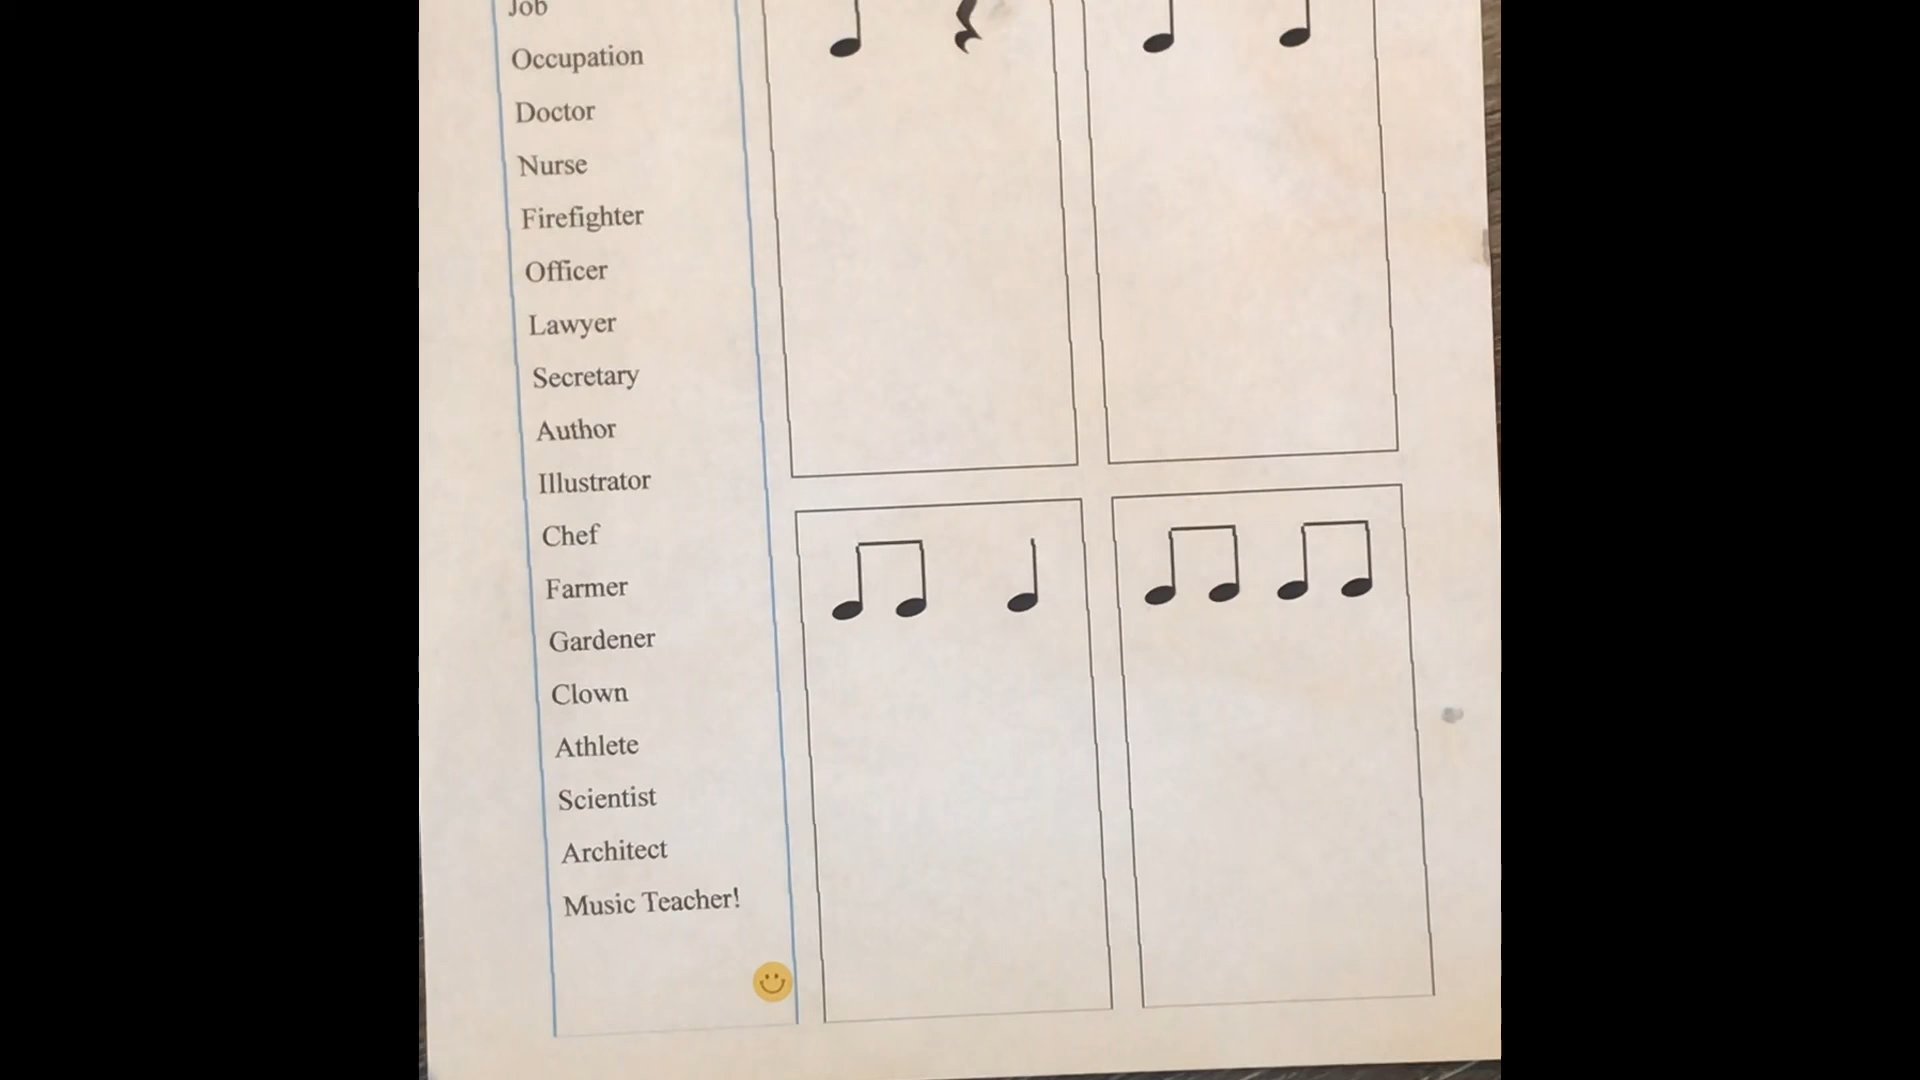 Job
Occupation
Doctor
Nurse
Firefighter
Officer
Lawyer
Secretary
Author
Illustrator
Chef
Farmer
Gardener
Clown
Athlete
Scientist
Architect
Music Teacher!